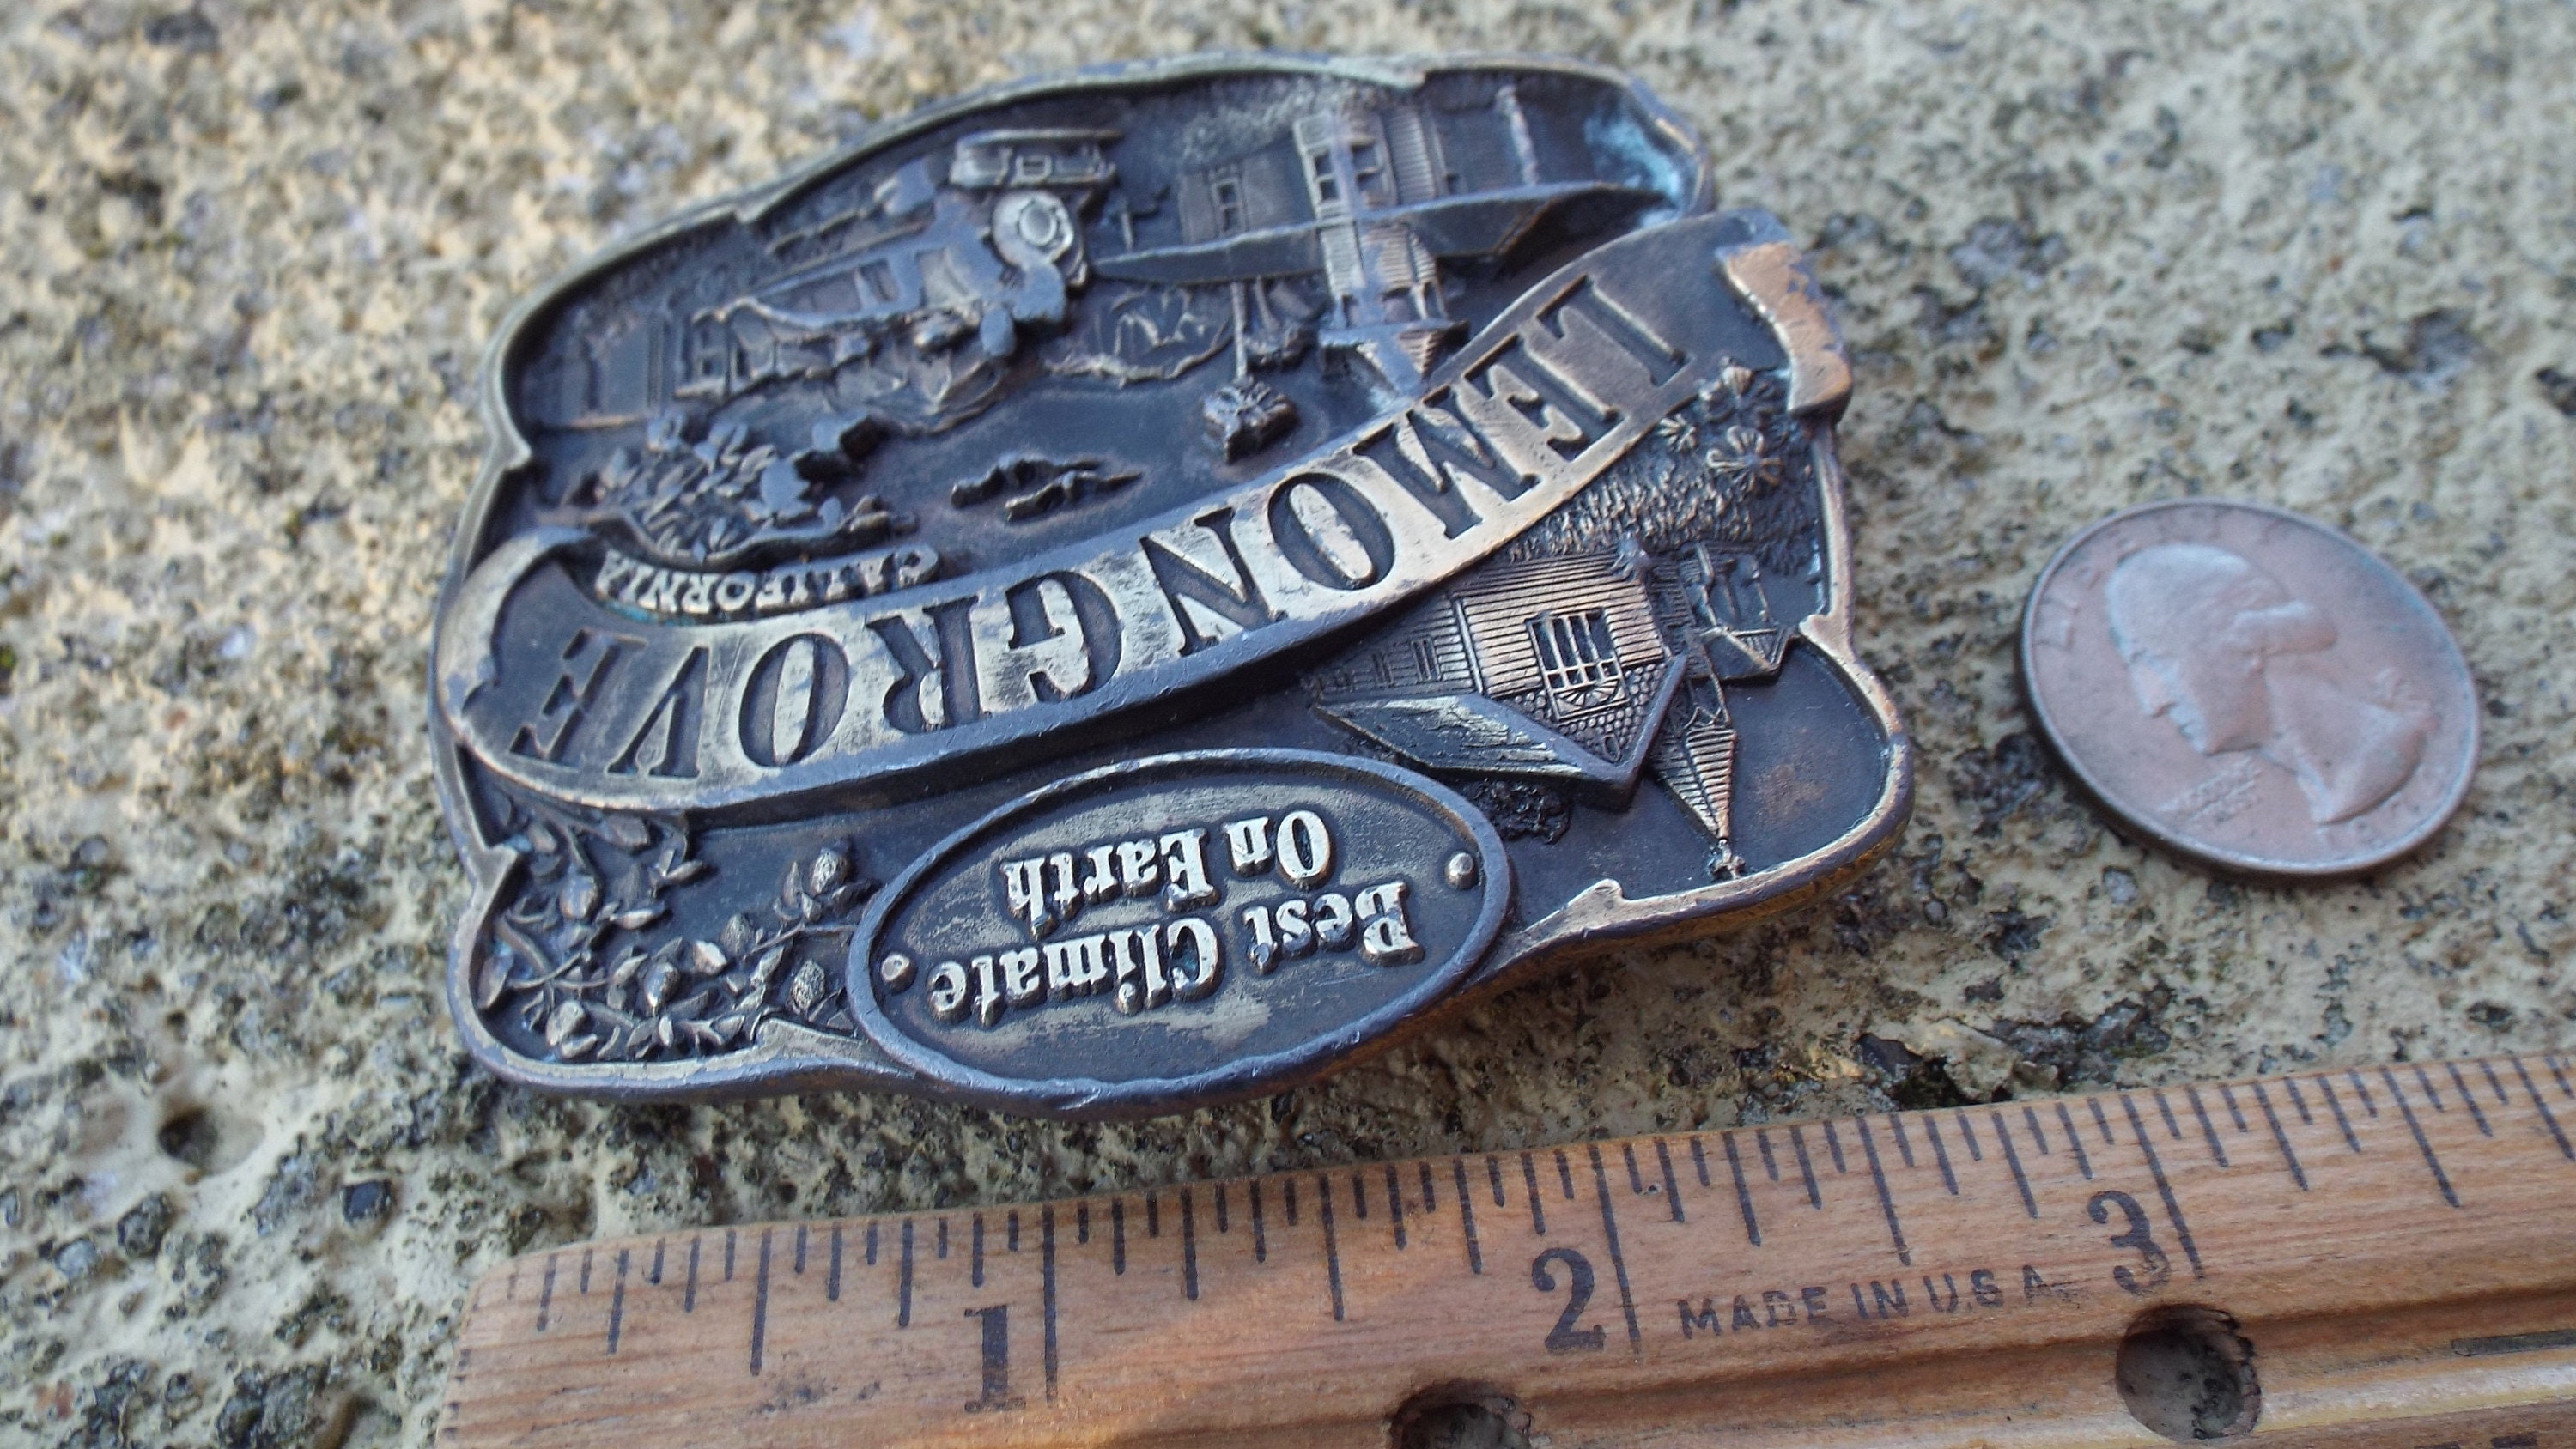 Best Climate
On Earth
LEMON GROVE
CALIFORNIA
1
2
3
MADE IN U.S.A.